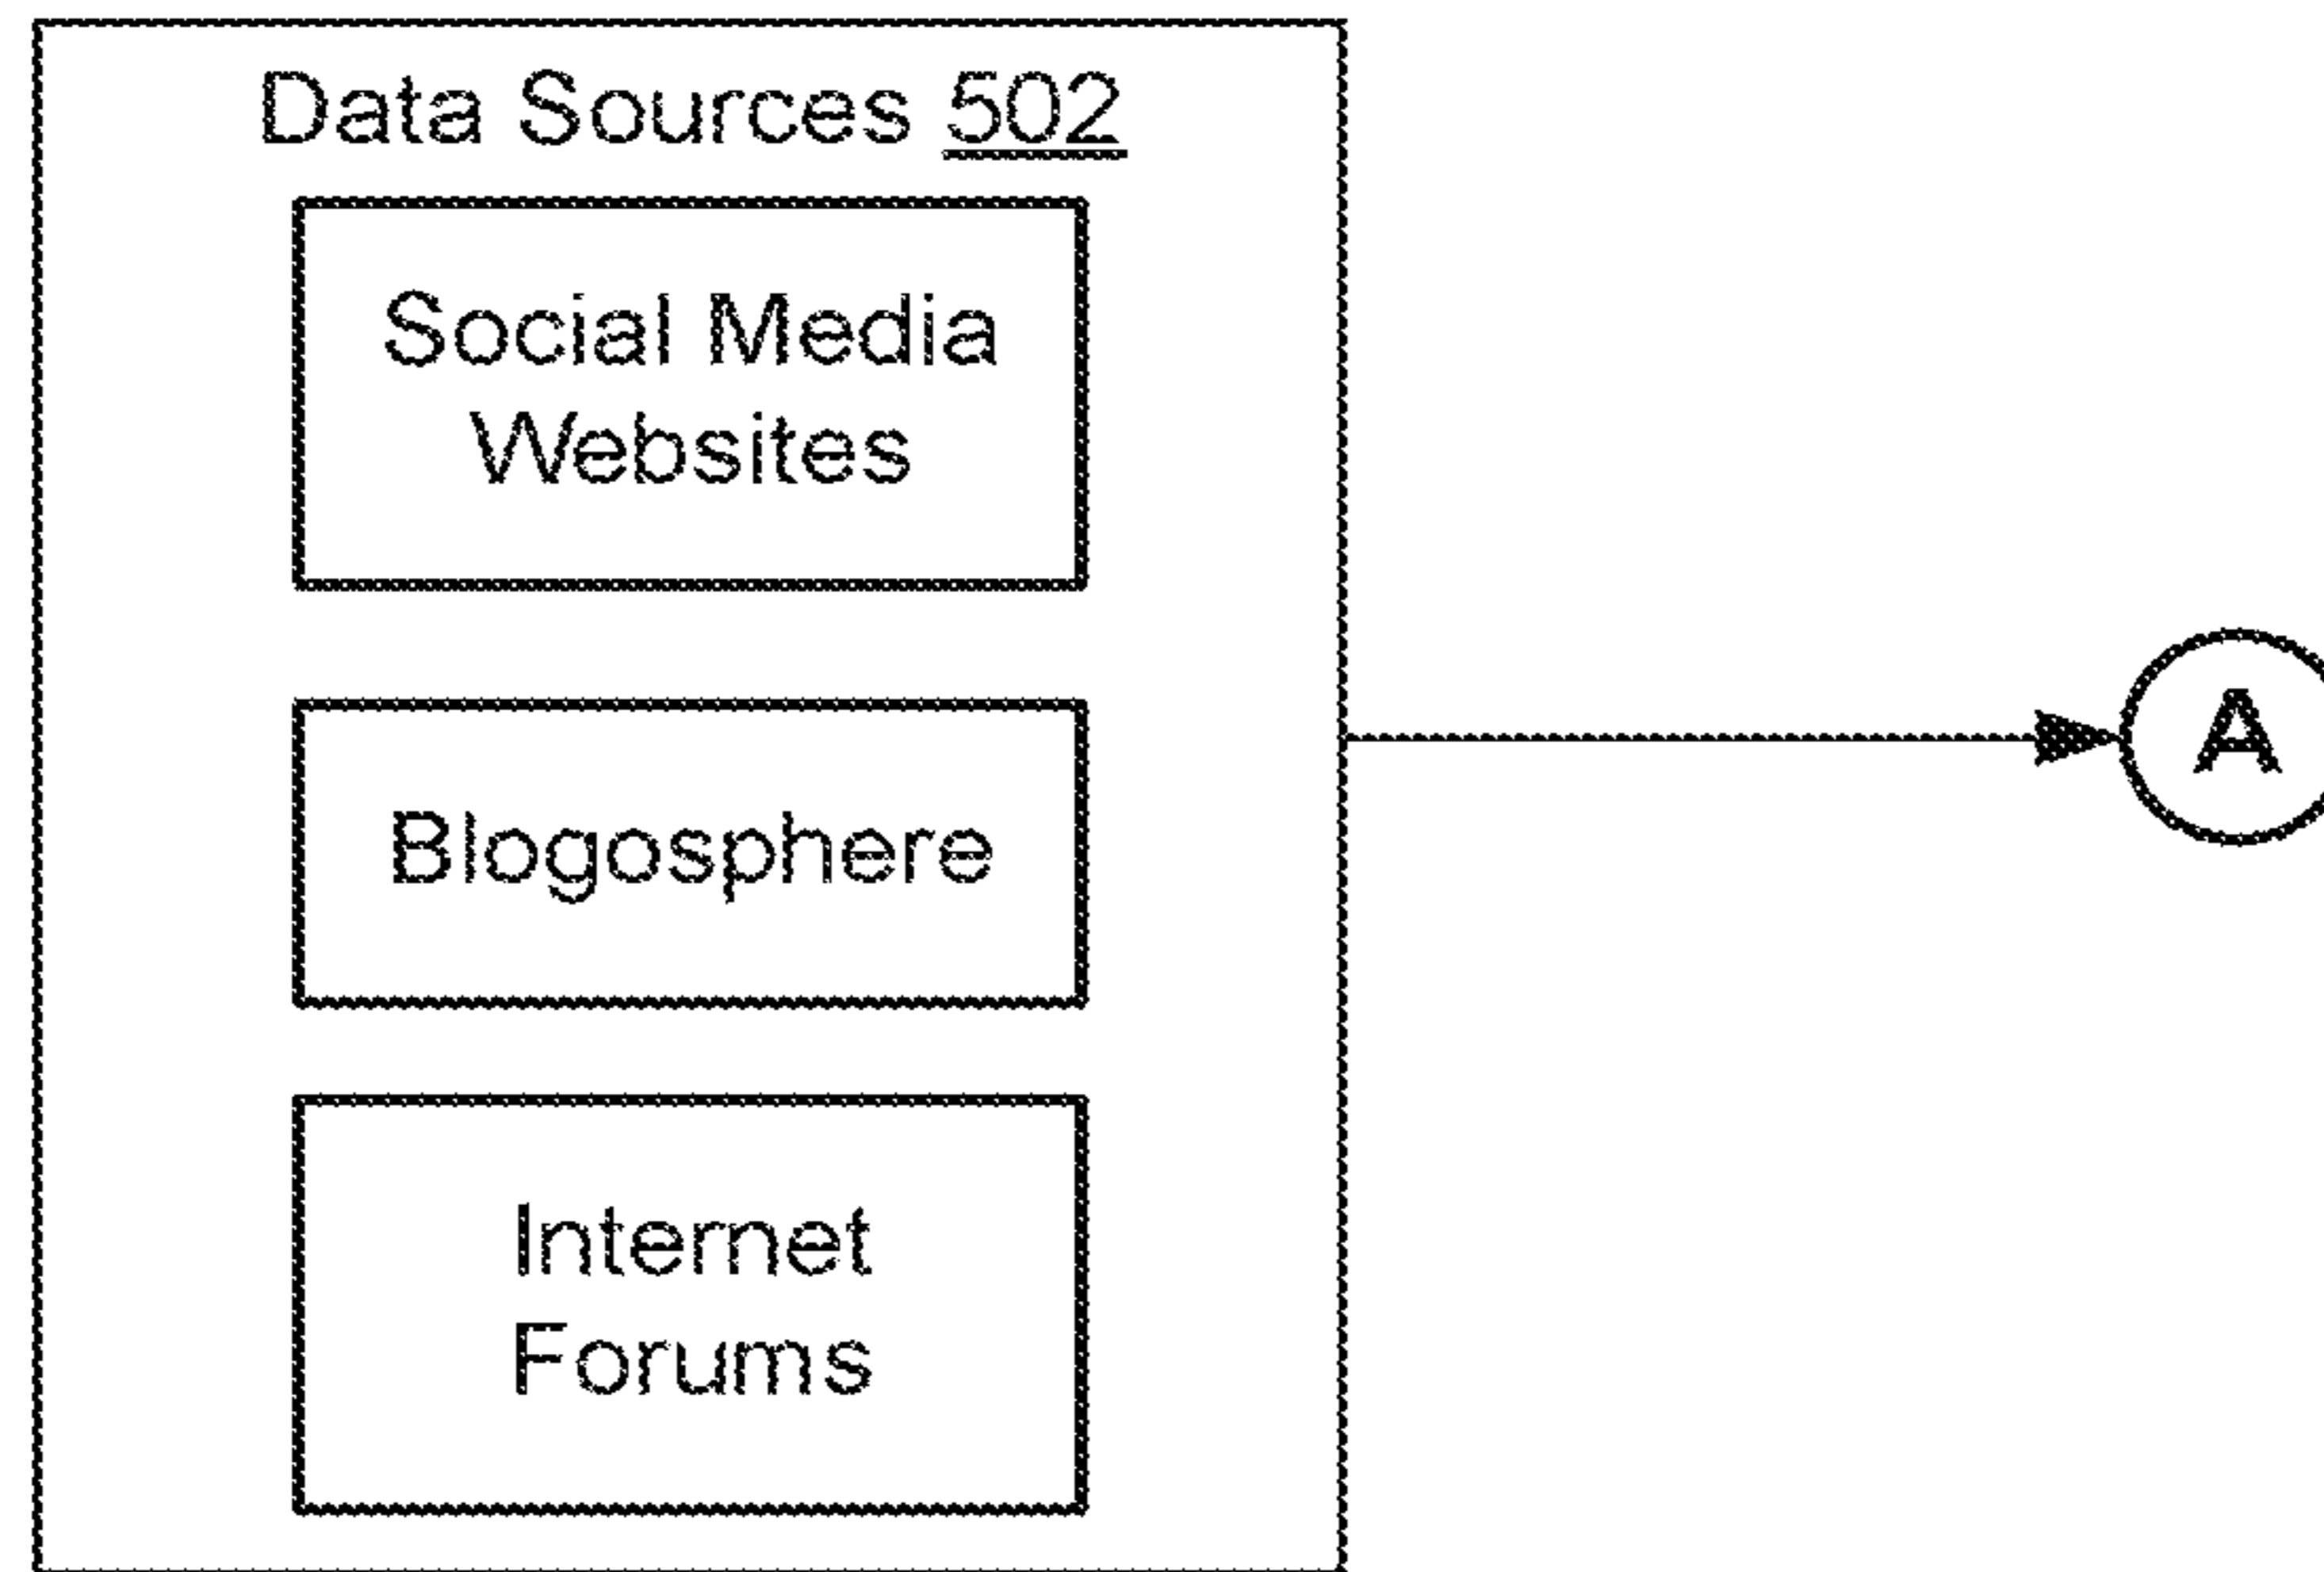 Data Sources 502
Social Media
Websites
Blogosphere
Internet
Forums
A